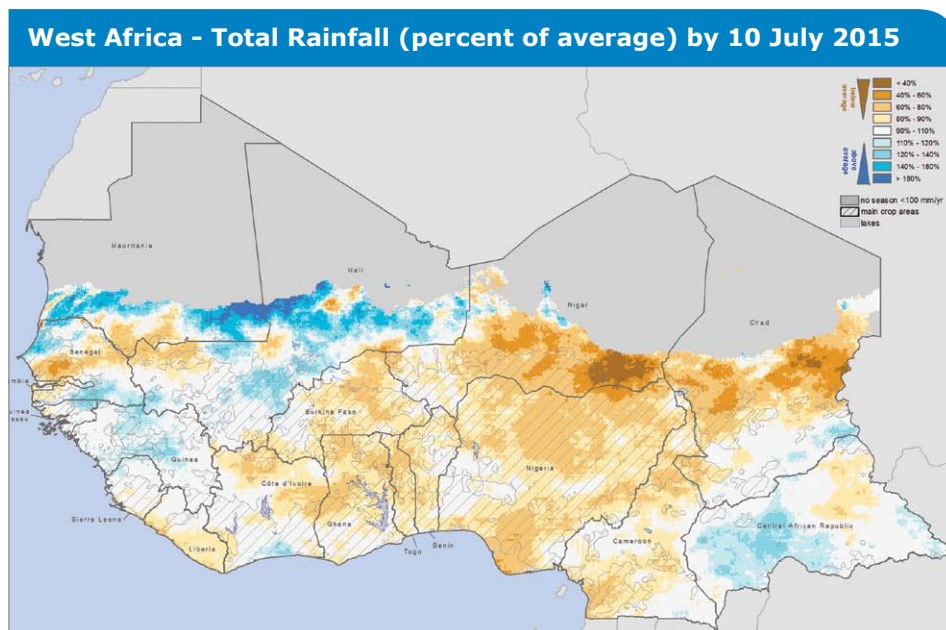 West Africa - Total Rainfall (percent of average) by 10 July 2015
below
average
above
average
< 40%
40% - 60%
60% - 80%
80% - 90%
90% - 110%
110% - 120%
120% - 140%
140% - 180%
> 180%
no season <100 mm/yr
main crop areas
lakes
Mauritania
Mali
Niger
Chad
Senegal
mbia
uinea
ssau
Burkina Faso
Guinea
Nigeria
Côte d'Ivoire
Sierra Leone
Ghana
Central African Republic
Cameroon
Liberia
Benin
Togo